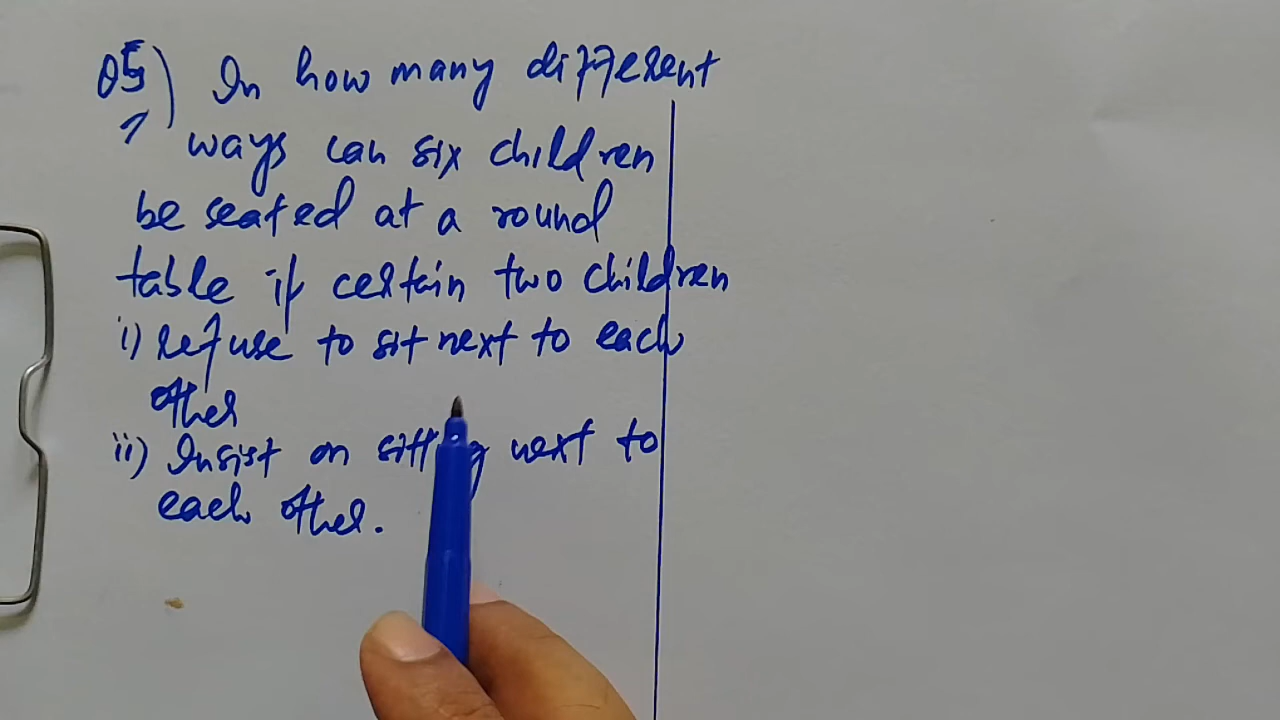 Q5) In how many different
ways can six children
be seated at a round
table if certain two children
i) refuse to sit next to each
other
ii) Insist on sitting next to
each other.